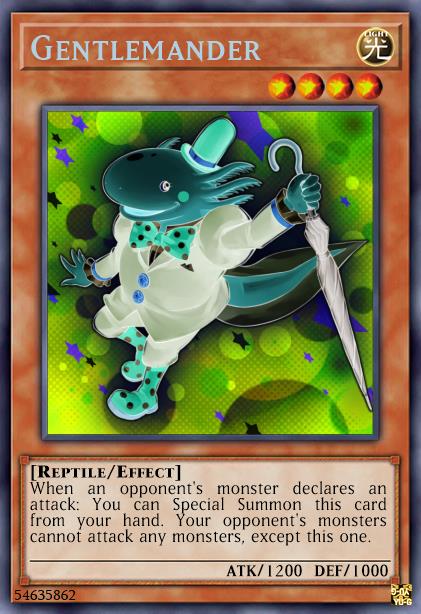 GENTLEMANDER
LIGHT
光
[REPTILE/EFFECT]
When an opponent's monster declares an
attack: You can Special Summon this card
from your hand. Your opponent's monsters
cannot attack any monsters, except this one.
ATK/1200 DEF/1000
54635862